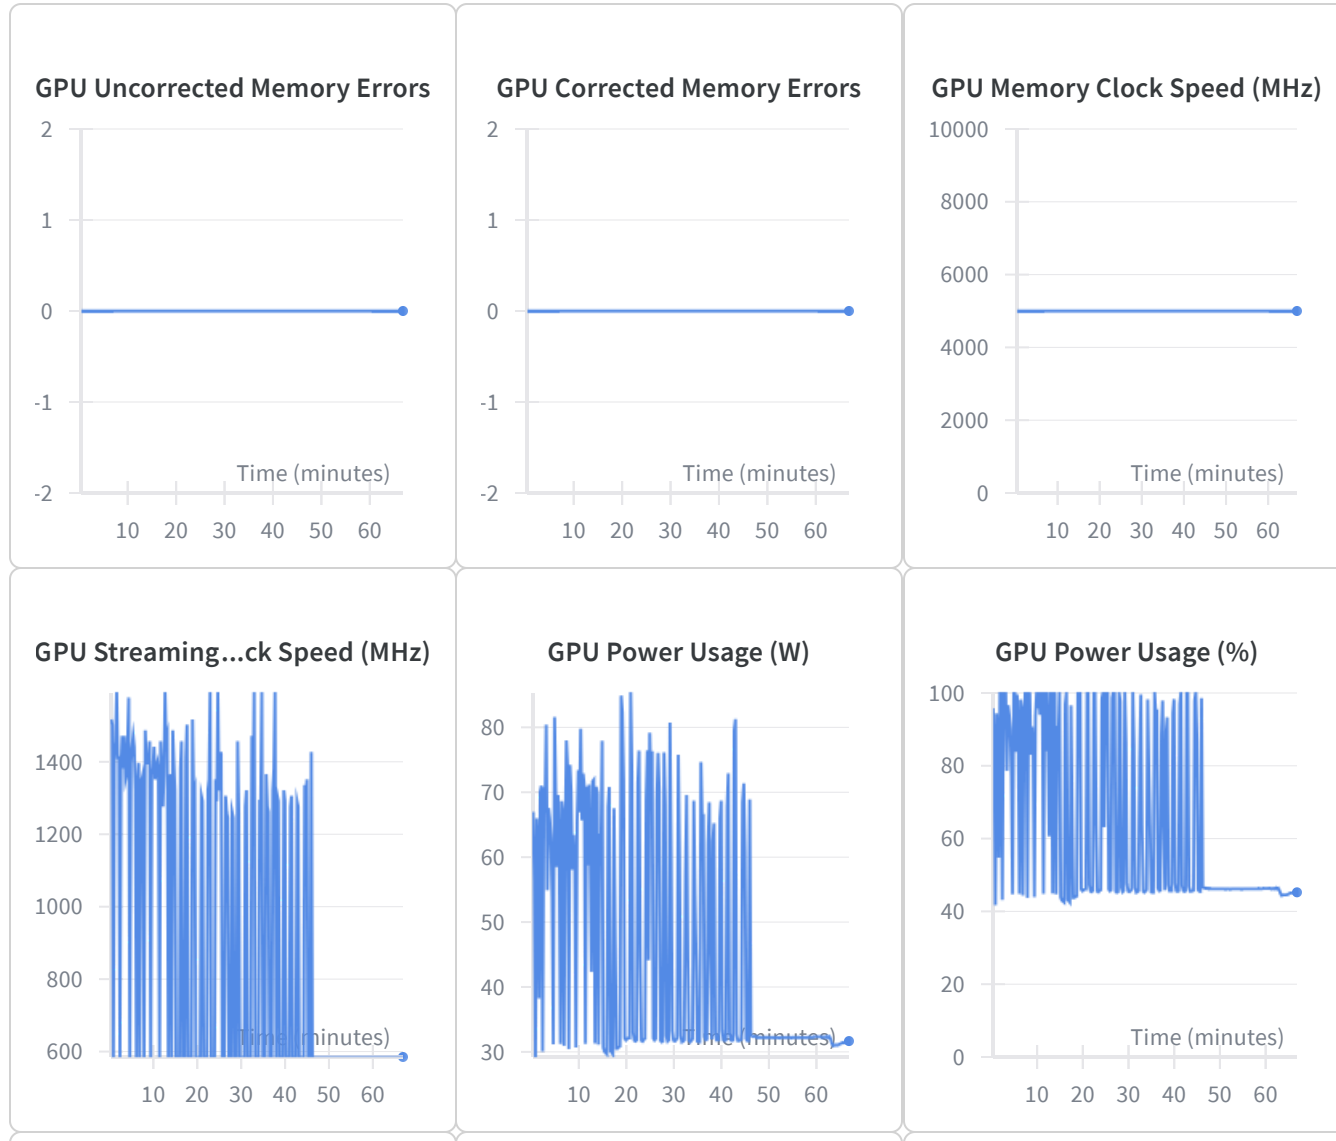 GPU Uncorrected Memory Errors
2
1
0
-1
-2
Time (minutes)
10 20 30 40 50 60
GPU Corrected Memory Errors
2
1
0
-1
-2
Time (minutes)
10 20 30 40 50 60
GPU Memory Clock Speed (MHz)
10000
8000
6000
4000
2000
0
Time (minutes)
10 20 30 40 50 60
GPU Streaming...ck Speed (MHz)
1400
1200
1000
800
600
Time (minutes)
10 20 30 40 50 60
GPU Power Usage (W)
80
70
60
50
40
30
Time (minutes)
10 20 30 40 50 60
GPU Power Usage (%)
100
80
60
40
20
0
Time (minutes)
10 20 30 40 50 60